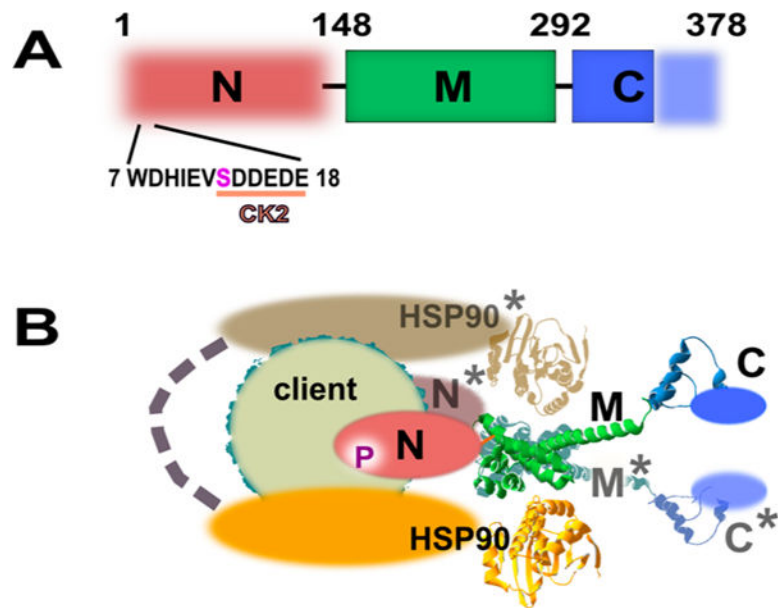 A
1 148 292 378
N M C
7 WDHIEVSDDEDE 18
CK2
B
HSP90*
client
N*
C
M
P N
M*
C*
HSP90